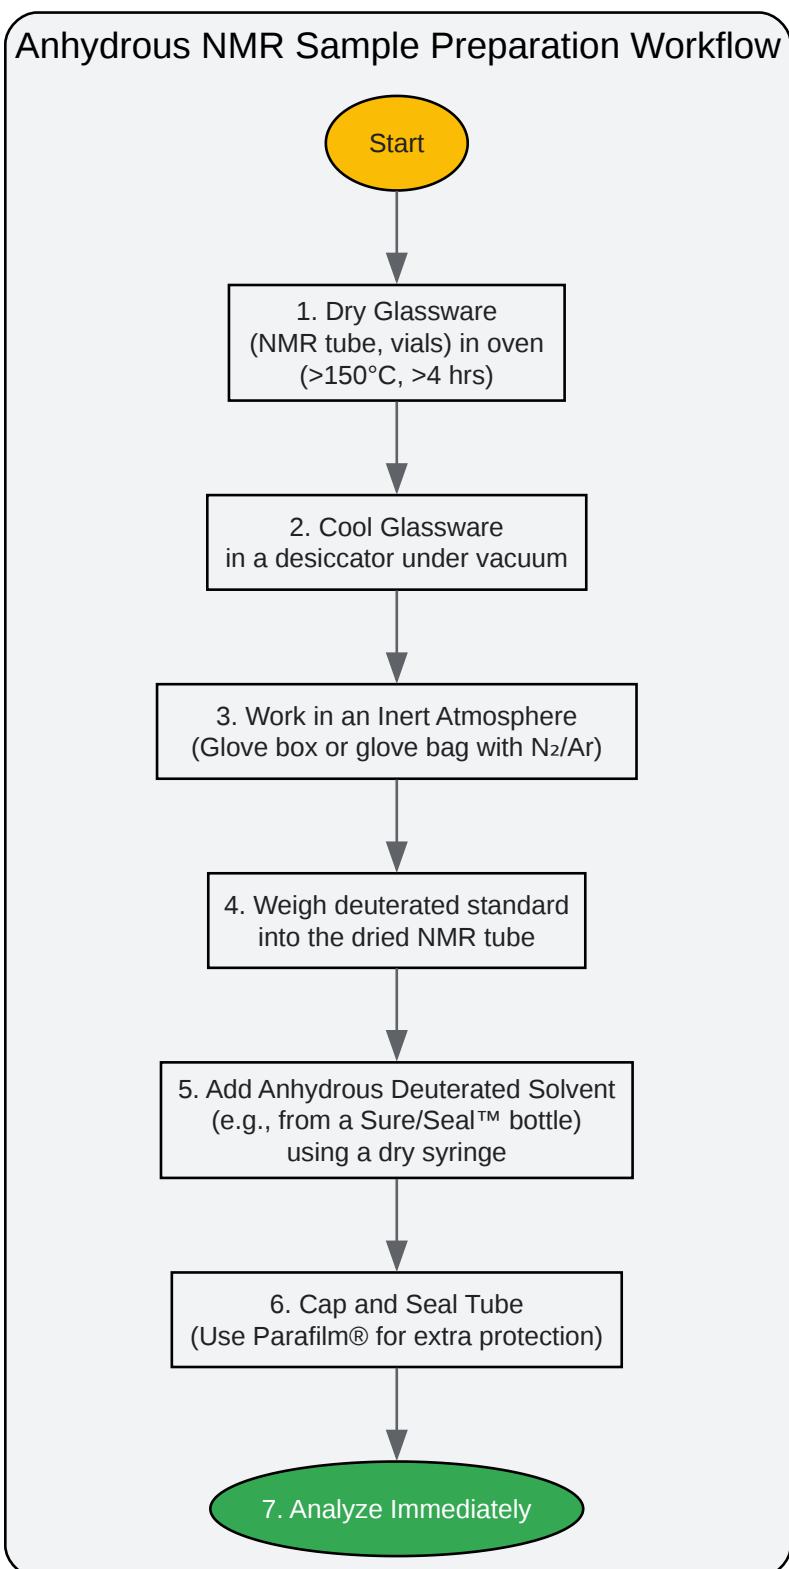 Anhydrous NMR Sample Preparation Workflow
Start
1. Dry Glassware
(NMR tube, vials) in oven
(>150°C, >4 hrs)
2. Cool Glassware
in a desiccator under vacuum
3. Work in an Inert Atmosphere
(Glove box or glove bag with N₂/Ar)
4. Weigh deuterated standard
into the dried NMR tube
5. Add Anhydrous Deuterated Solvent
(e.g., from a Sure/Seal™ bottle)
using a dry syringe
6. Cap and Seal Tube
(Use Parafilm® for extra protection)
7. Analyze Immediately